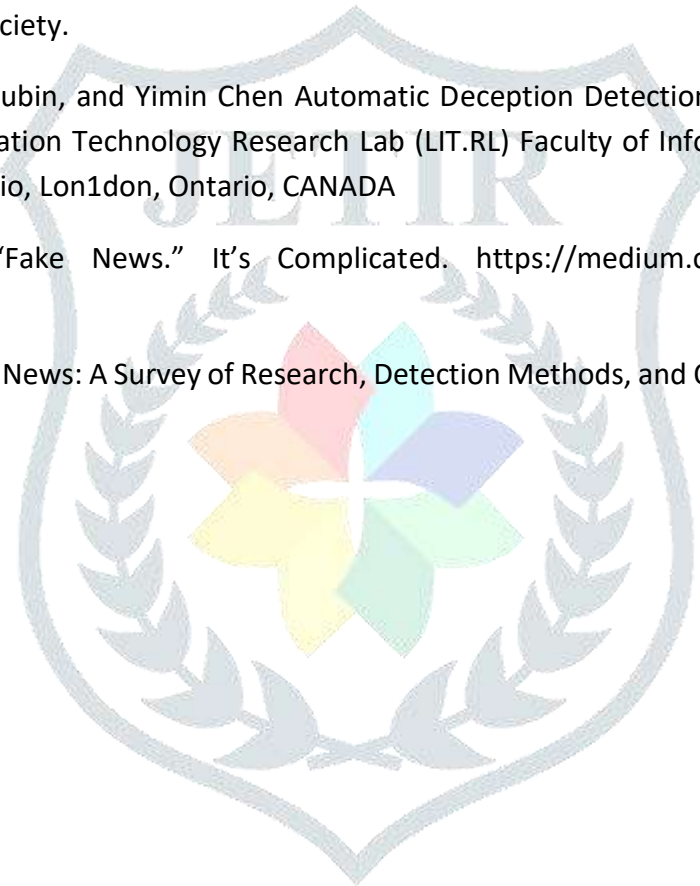 ciety.
ubin, and Yimin Chen Automatic Deception Detection
ation Technology Research Lab (LIT.RL) Faculty of Info
io, Lon1don, Ontario, CANADA
“Fake News.” It’s Complicated. https://medium.c
News: A Survey of Research, Detection Methods, and O
JETIR